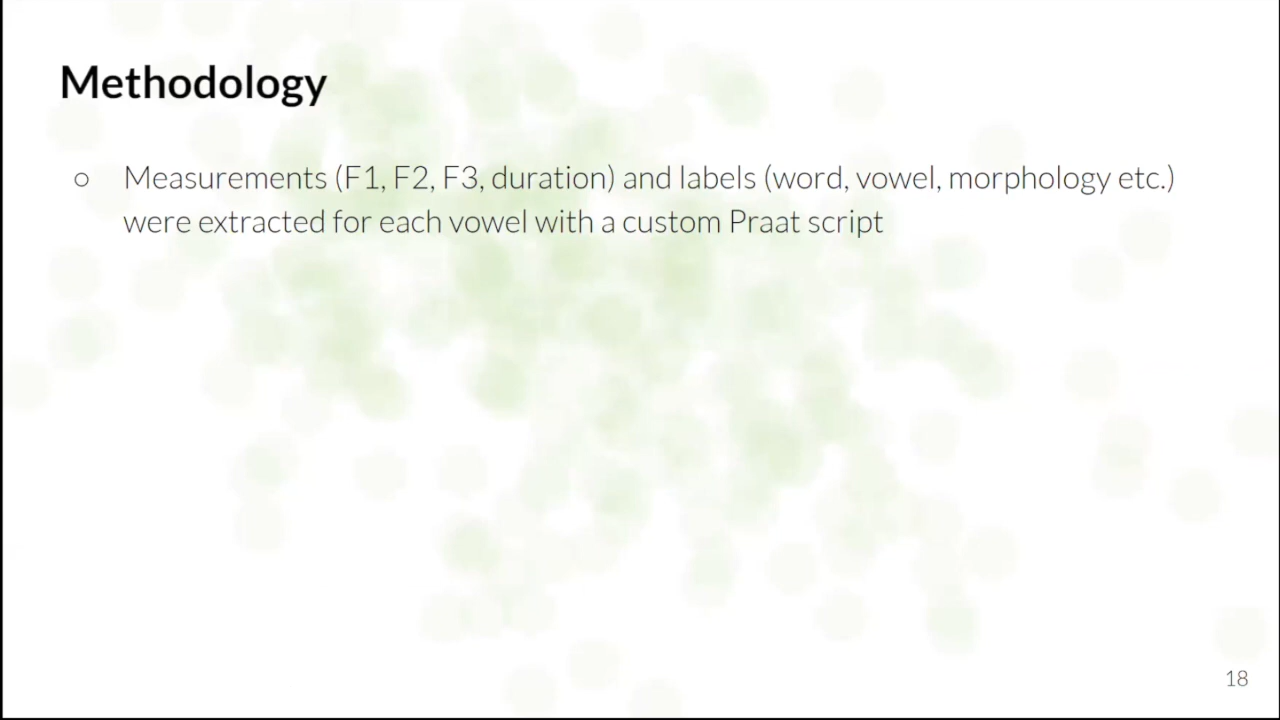 Methodology
○ Measurements (F1, F2, F3, duration) and labels (word, vowel, morphology etc.)
were extracted for each vowel with a custom Praat script
18